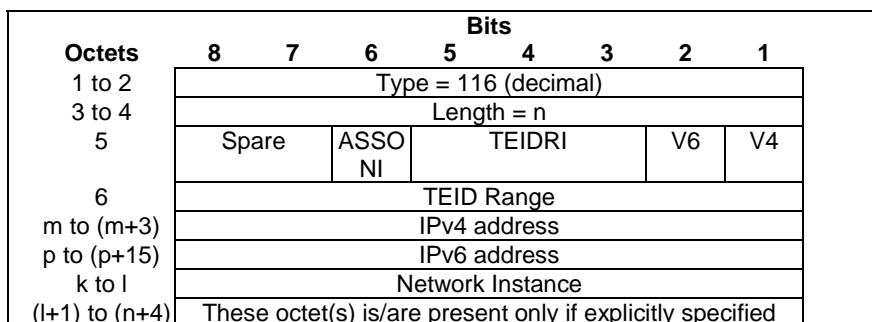 Bits
Octets 8 7 6 5 4 3 2 1
1 to 2 Type = 116 (decimal)
3 to 4 Length = n
5 Spare ASSO TEIDRI V6 V4
NI
6 TEID Range
m to (m+3) IPv4 address
p to (p+15) IPv6 address
k to l Network Instance
(l+1) to (n+4) These octet(s) is/are present only if explicitly specified